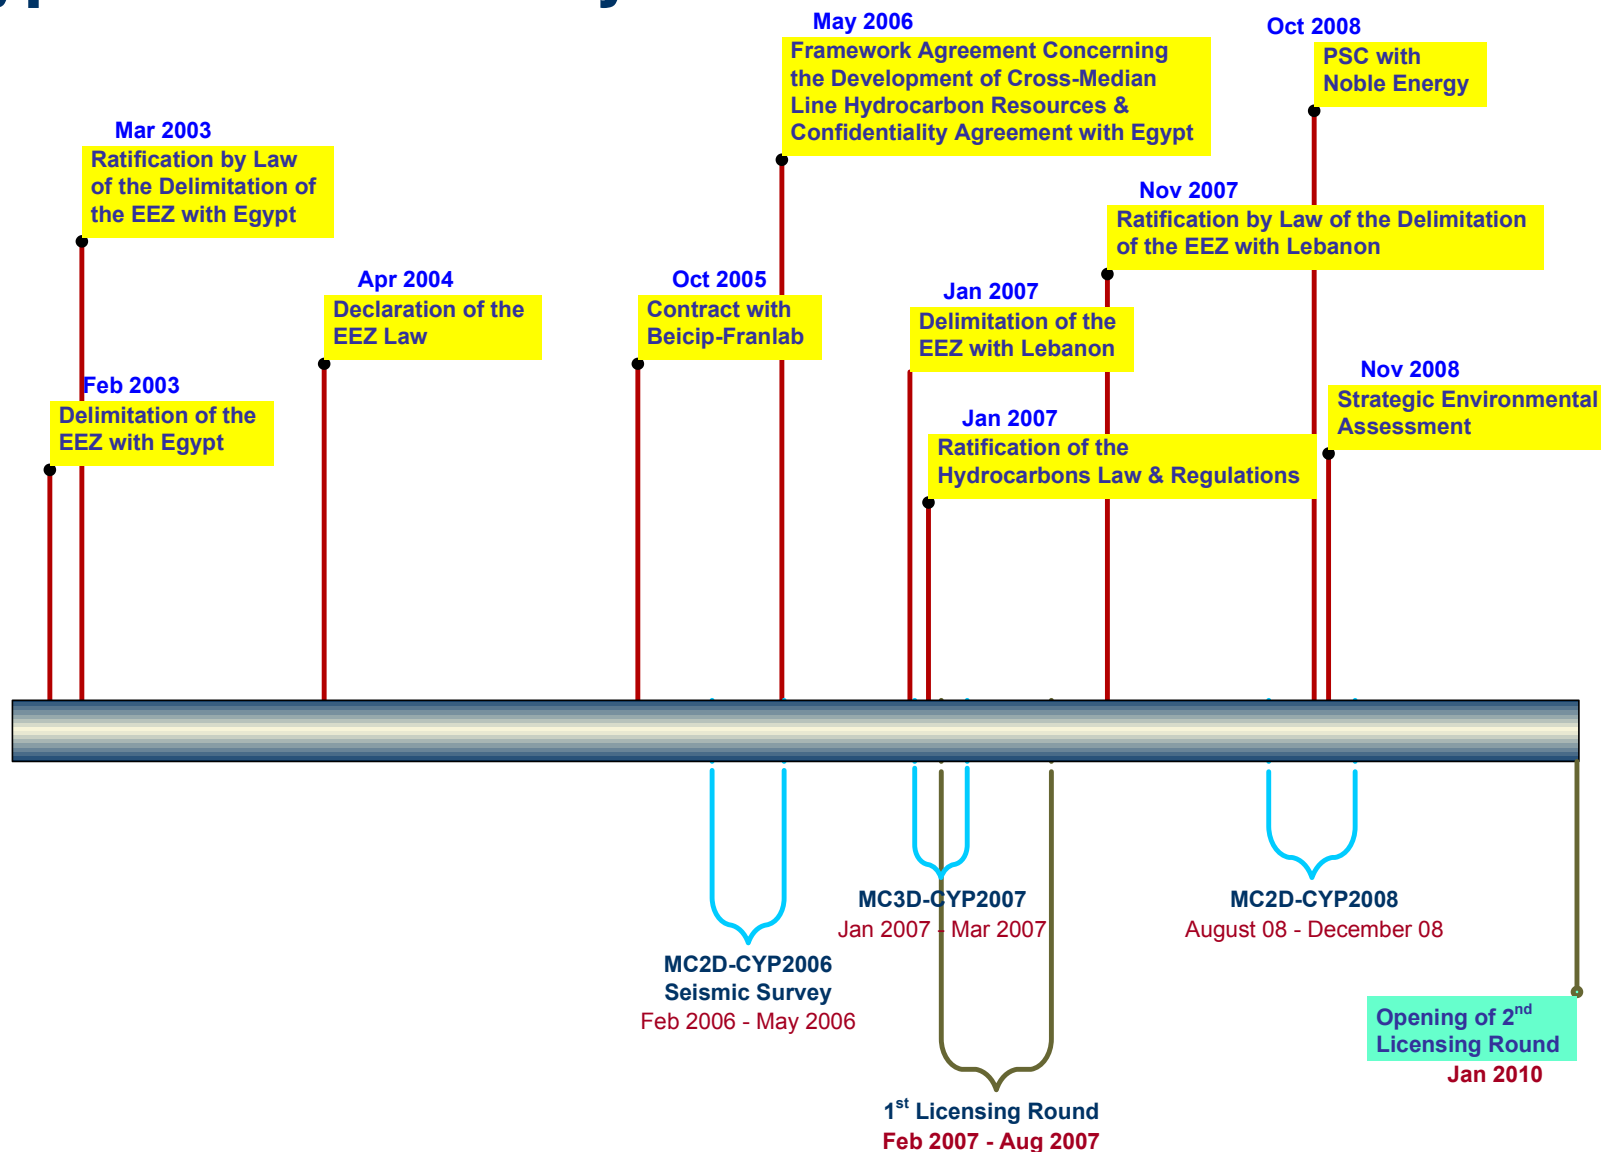 May 2006
Framework Agreement Concerning
the Development of Cross-Median
Line Hydrocarbon Resources &
Confidentiality Agreement with Egypt
Oct 2008
PSC with
Noble Energy
Mar 2003
Ratification by Law
of the Delimitation of
the EEZ with Egypt
Nov 2007
Ratification by Law of the Delimitation
of the EEZ with Lebanon
Apr 2004
Declaration of the
EEZ Law
Oct 2005
Contract with
Beicip-Franlab
Jan 2007
Delimitation of the
EEZ with Lebanon
Feb 2003
Delimitation of the
EEZ with Egypt
Nov 2008
Strategic Environmental
Assessment
Jan 2007
Ratification of the
Hydrocarbons Law & Regulations
MC3D-CYP2007
Jan 2007 - Mar 2007
MC2D-CYP2008
August 08 - December 08
MC2D-CYP2006
Seismic Survey
Feb 2006 - May 2006
Opening of 2nd
Licensing Round
Jan 2010
1st Licensing Round
Feb 2007 - Aug 2007